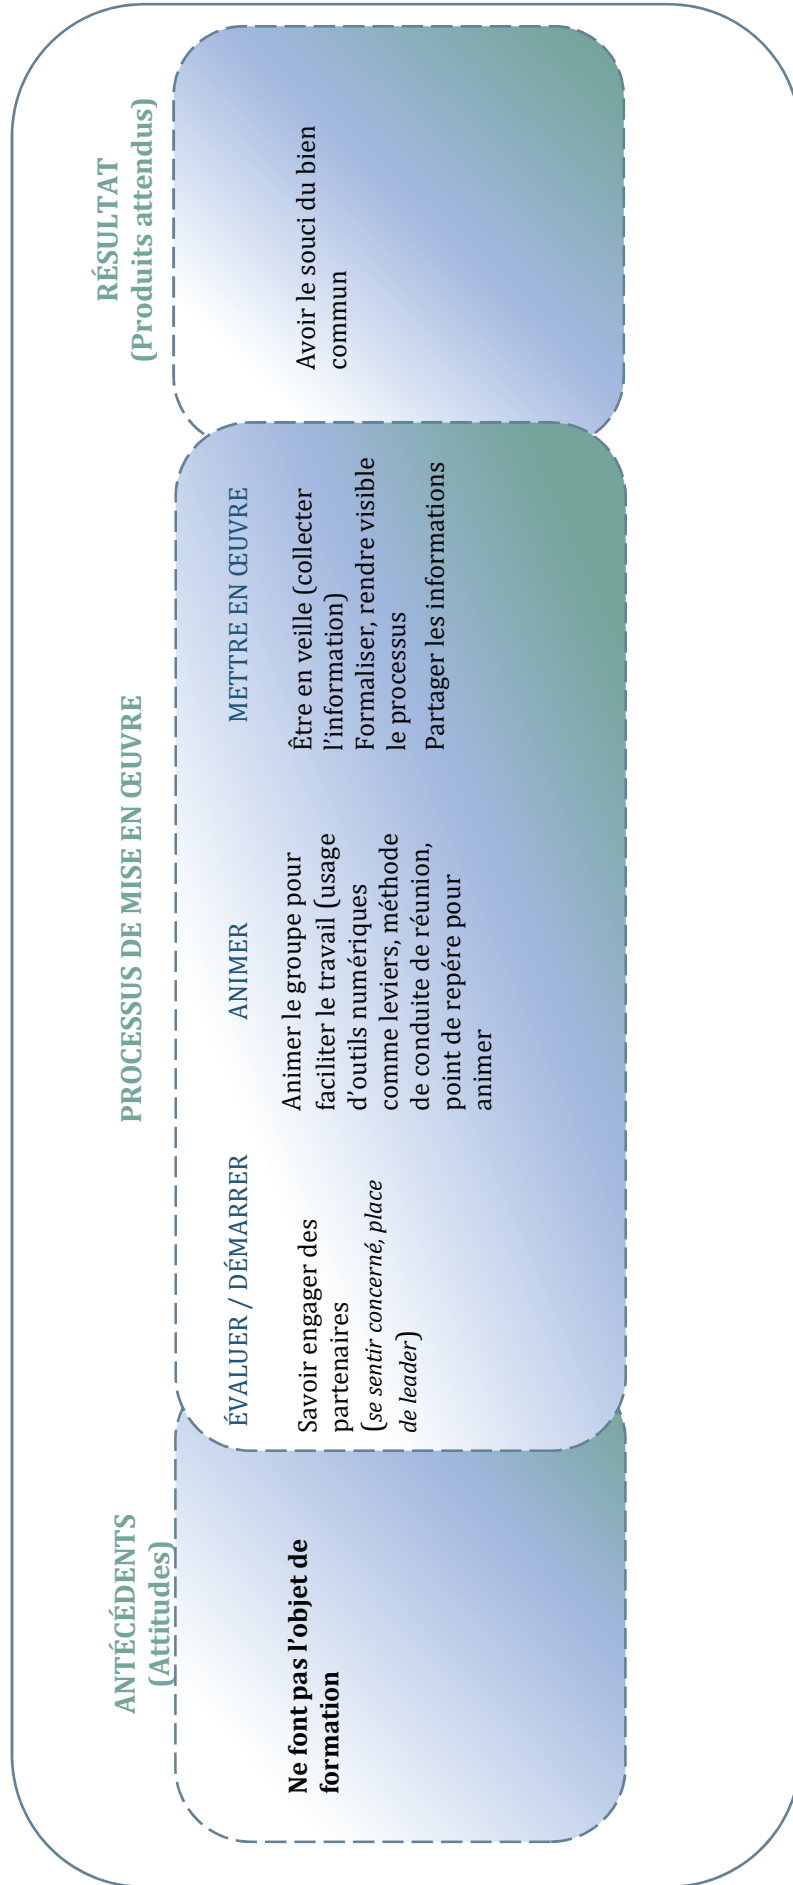 ANTÉCÉDENTS
(Attitudes)
Ne font pas l'objet de
formation
PROCESSUS DE MISE EN ŒUVRE
ÉVALUER / DÉMARRER
Savoir engager des
partenaires
(se sentir concerné, place
de leader)
ANIMER
Animer le groupe pour
faciliter le travail (usage
d'outils numériques
comme leviers, méthode
de conduite de réunion,
point de repére pour
animer
METTRE EN ŒUVRE
Être en veille (collecter
l'information)
Formaliser, rendre visible
le processus
Partager les informations
RÉSULTAT
(Produits attendus)
Avoir le souci du bien
commun